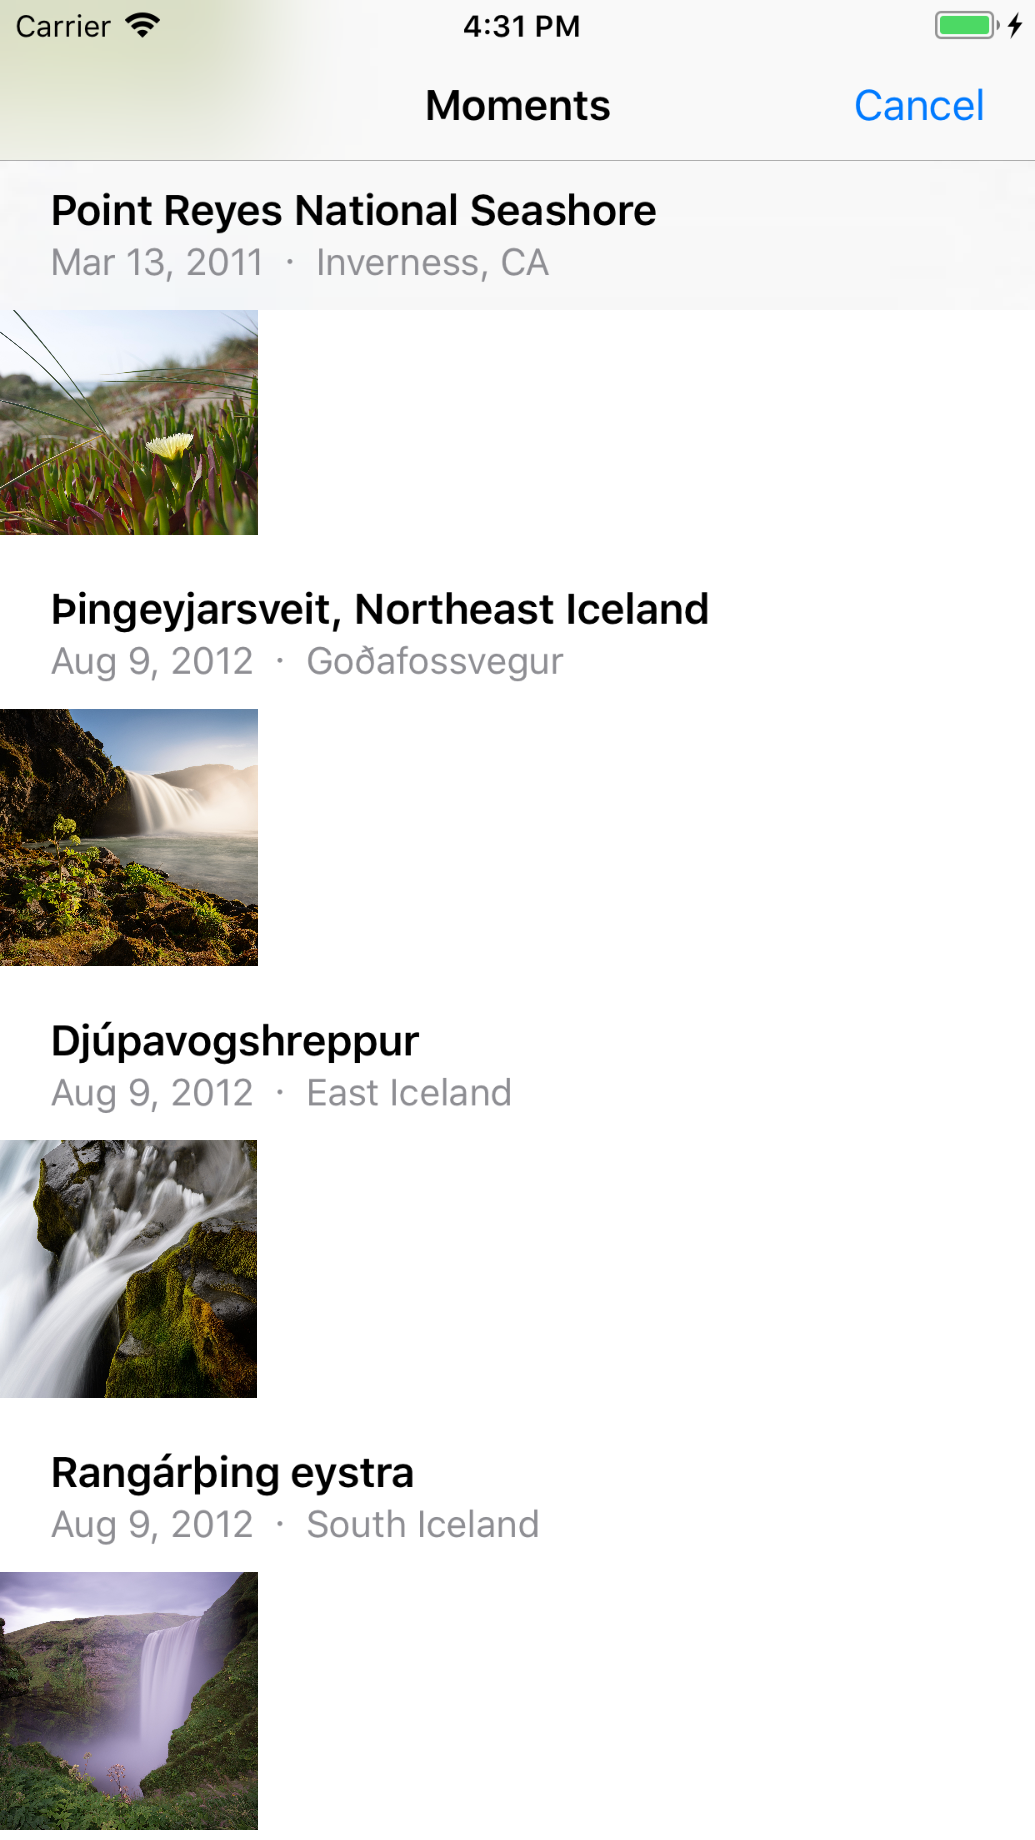 Carrier 4:31 PM
Moments Cancel
Point Reyes National Seashore
Mar 13, 2011 · Inverness, CA
Þingeyjarsveit, Northeast Iceland
Aug 9, 2012 · Goðafossvegur
Djúpavogshreppur
Aug 9, 2012 · East Iceland
Rangárþing eystra
Aug 9, 2012 · South Iceland